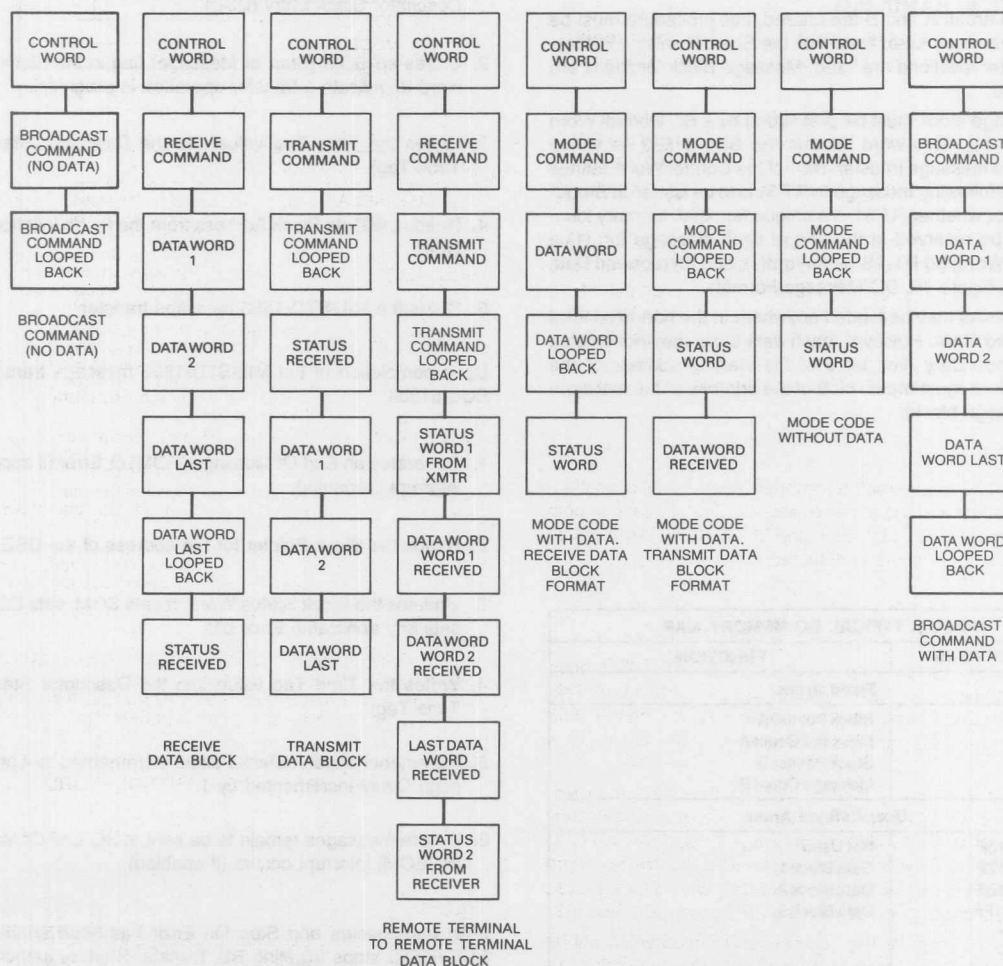 CONTROL
WORD
BROADCAST
COMMAND
(NO DATA)
BROADCAST
COMMAND
LOOPED
BACK
BROADCAST
COMMAND
(NO DATA)
CONTROL
WORD
RECEIVE
COMMAND
DATA WORD
1
DATA WORD
2
DATA WORD
LAST
DATA WORD
LAST
LOOPED
BACK
STATUS
RECEIVED
RECEIVE
DATA BLOCK
CONTROL
WORD
TRANSMIT
COMMAND
TRANSMIT
COMMAND
LOOPED
BACK
STATUS
RECEIVED
DATA WORD
1
DATA WORD
2
DATA WORD
LAST
TRANSMIT
DATA BLOCK
CONTROL
WORD
RECEIVE
COMMAND
TRANSMIT
COMMAND
TRANSMIT
COMMAND
LOOPED
BACK
STATUS
WORD 1
FROM
XMTR
DATA WORD
WORD 1
RECEIVED
DATA WORD
WORD 2
RECEIVED
LAST DATA
WORD
RECEIVED
STATUS
WORD 2
FROM
RECEIVER
REMOTE TERMINAL
TO REMOTE TERMINAL
DATA BLOCK
CONTROL
WORD
MODE
COMMAND
DATA WORD
DATA WORD
LOOPED
BACK
STATUS
WORD
MODE CODE
WITH DATA.
RECEIVE DATA
BLOCK
FORMAT
CONTROL
WORD
MODE
COMMAND
MODE
COMMAND
LOOPED
BACK
STATUS
WORD
DATA WORD
RECEIVED
MODE CODE
WITH DATA.
TRANSMIT DATA
BLOCK
FORMAT
CONTROL
WORD
MODE
COMMAND
MODE
COMMAND
LOOPED
BACK
STATUS
WORD
MODE CODE
WITHOUT DATA
CONTROL
WORD
BROADCAST
COMMAND
DATA
WORD 1
DATA
WORD 2
DATA
WORD LAST
DATA WORD
LOOPED
BACK
BROADCAST
COMMAND
WITH DATA